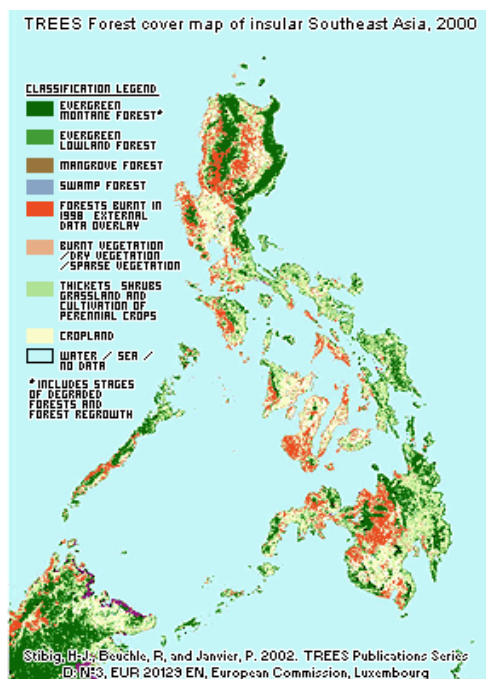 TREES Forest cover map of insular Southeast Asia, 2000
CLASSIFICATION LEGEND
EVERGREEN
MONTANE FOREST*
EVERGREEN
LOWLAND FOREST
MANGROVE FOREST
SWAMP FOREST
FORESTS BURNT IN
1998 EXTERNAL
DATA OVERLAY
BURNT VEGETATION
/DRY VEGETATION
/SPARSE VEGETATION
THICKETS SHRUBS
GRASSLAND AND
CULTIVATION OF
PERENNIAL CROPS
CROPLAND
WATER / SEA /
NO DATA
*INCLUDES STAGES
OF DEGRADED
FORESTS AND
FOREST REGROWTH
Stibig, H-J., Beuchle, R, and Janvier, P. 2002. TREES Publications Series
D: Nº3, EUR 20129 EN, European Commission, Luxembourg